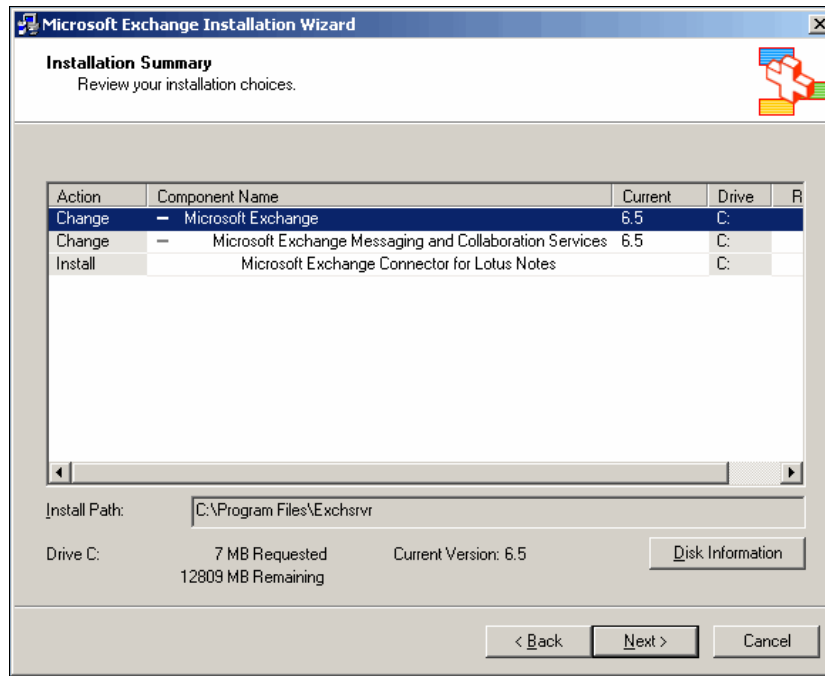 Microsoft Exchange Installation Wizard
Installation Summary
Review your installation choices.
Action Component Name Current Drive R
Change Microsoft Exchange 6.5 C:
Change Microsoft Exchange Messaging and Collaboration Services 6.5 C:
Install Microsoft Exchange Connector for Lotus Notes C:
Install Path: C:\Program Files\Exchsrvr
Drive C: 7 MB Requested Current Version: 6.5 Disk Information
12809 MB Remaining
< Back Next > Cancel